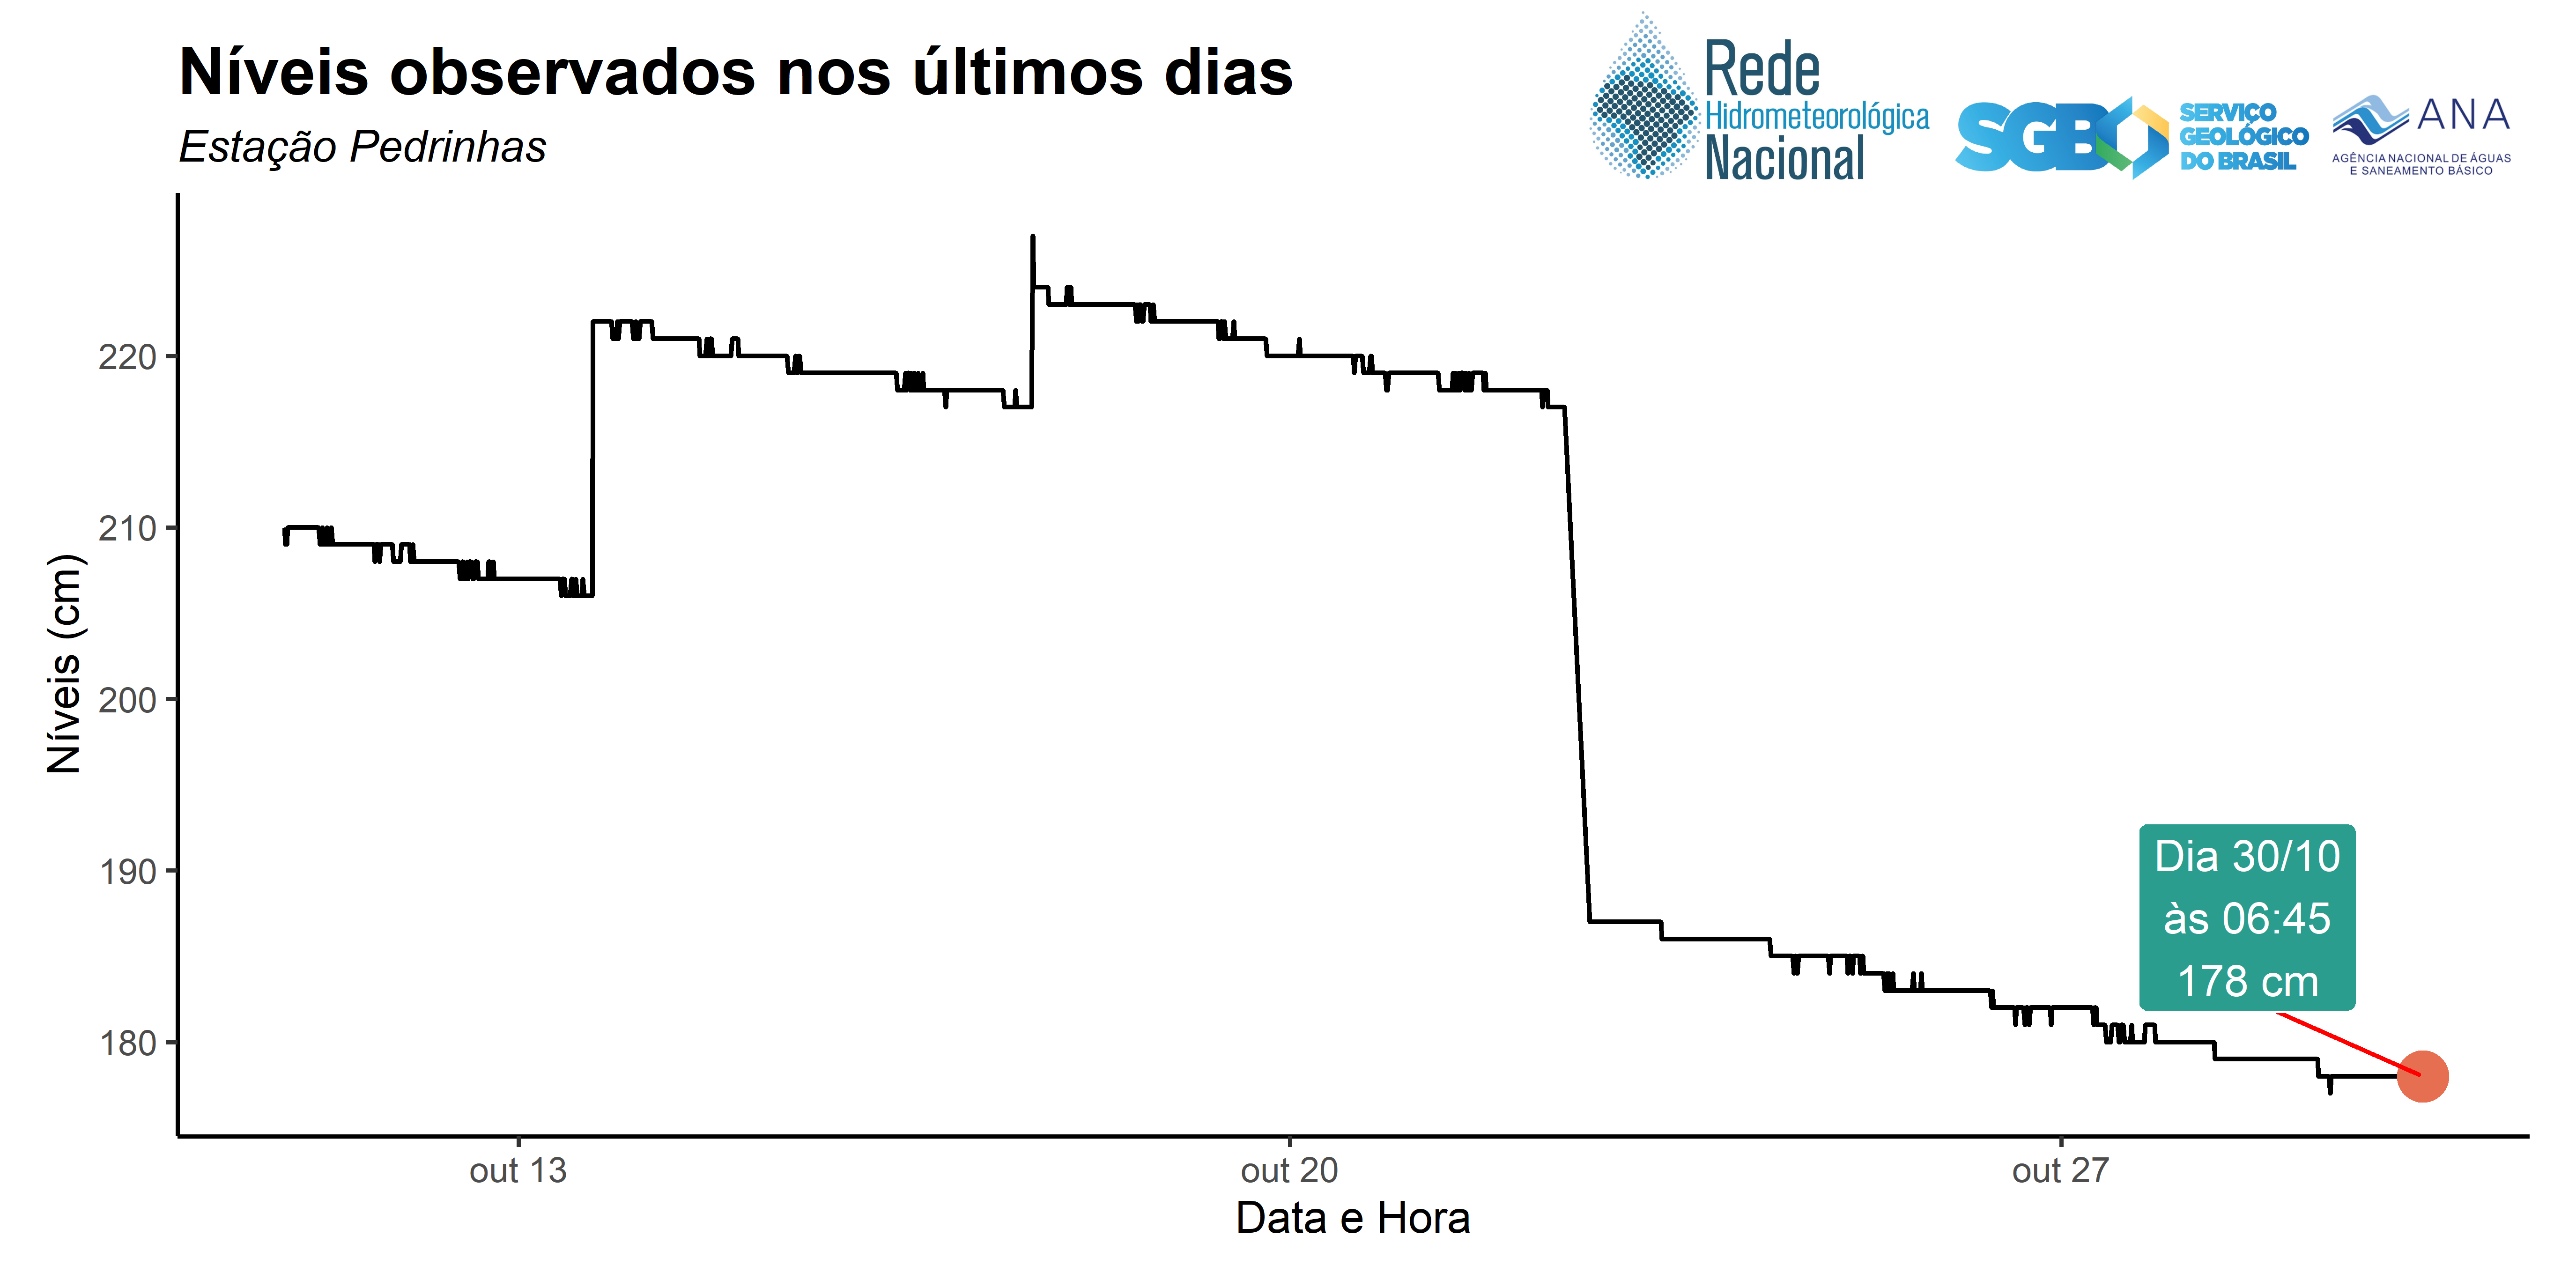 Níveis observados nos últimos dias
Estação Pedrinhas
Rede
Hidrometeorológica
Nacional
SGB
SERVIÇO
GEOLÓGICO
DO BRASIL
ANA
AGÊNCIA NACIONAL DE ÁGUAS
E SANEAMENTO BÁSICO
Níveis (cm)
220
210
200
190
180
Dia 30/10
às 06:45
178 cm
out 13
out 20
out 27
Data e Hora